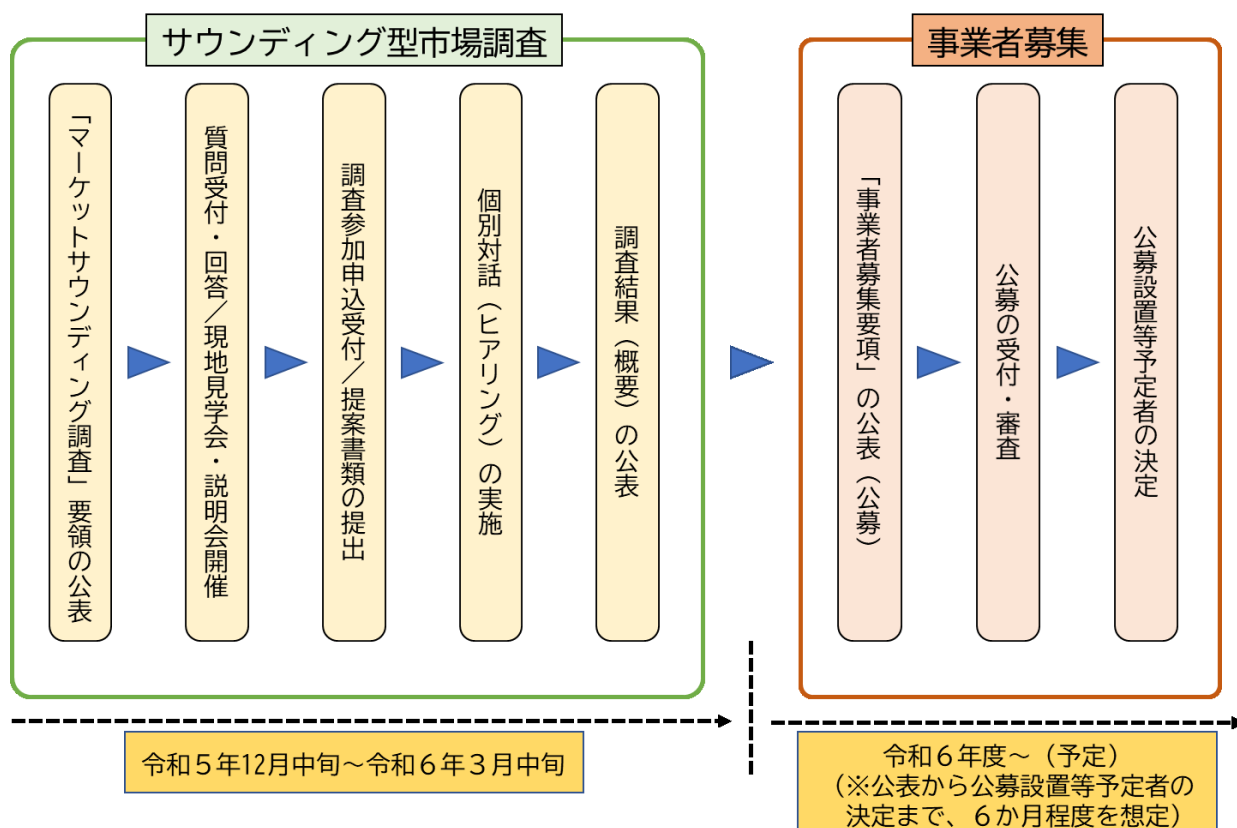 サウンディング型市場調査
事業者募集
「マーケットサウンディング調査」要領の公表
質問受付・回答／現地見学会・説明会開催
調査参加申込受付／提案書類の提出
個別対話（ヒアリング）の実施
調査結果（概要）の公表
「事業者募集要項」の公表（公募）
公募の受付・審査
公募設置等予定者の決定
令和５年12月中旬～令和６年３月中旬
令和６年度～（予定）
（※公表から公募設置等予定者の
決定まで、６か月程度を想定）